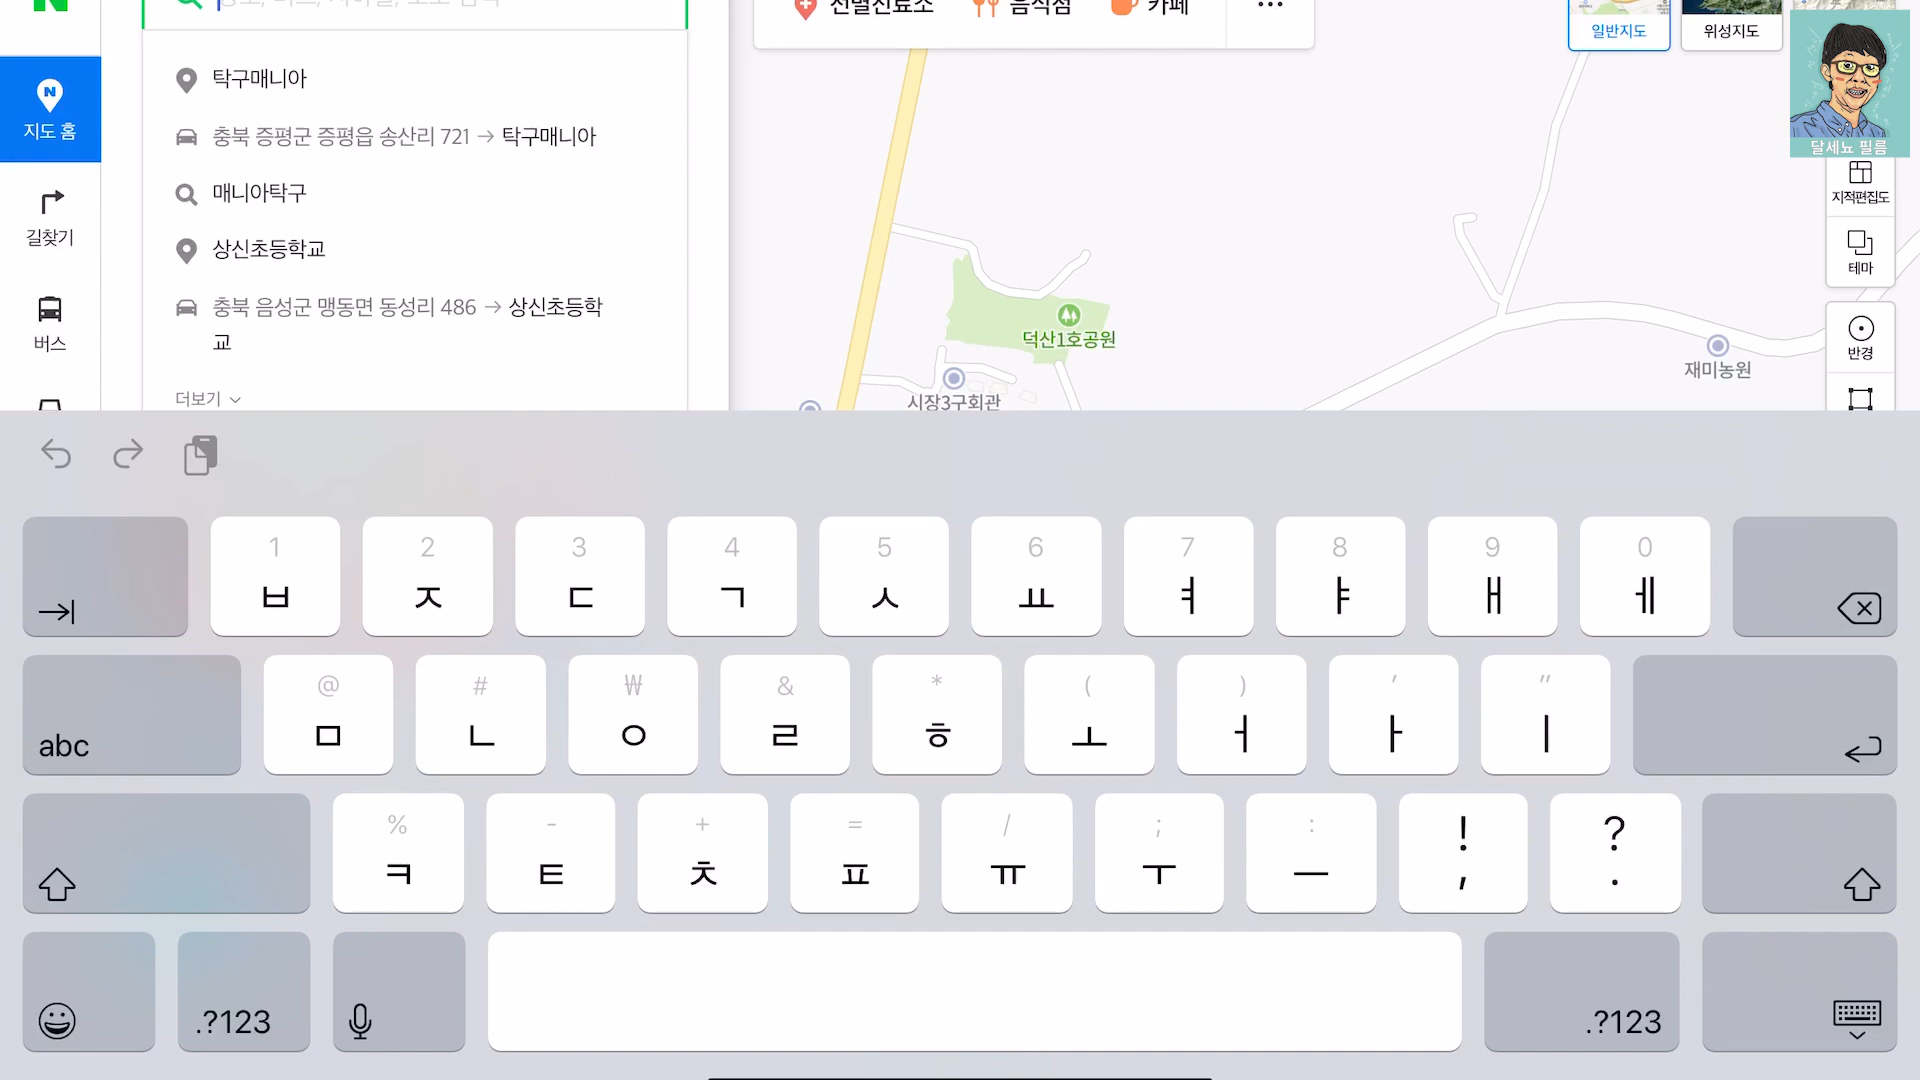 선별진료소
음식점
카페
...
일반지도
위성지도
달세뇨 필름
지도 홈
길찾기
버스
탁구매니아
충북 증평군 증평읍 송산리 721 → 탁구매니아
매니아탁구
상신초등학교
충북 음성군 맹동면 동성리 486 → 상신초등학
교
더보기
덕산1호공원
시장3구회관
재미농원
지적편집도
테마
반경
1 2 3 4 5 6 7 8 9 0
ㅂ ㅈ ㄷ ㄱ ㅅ ㅛ ㅕ ㅑ ㅐ ㅔ
@ # ₩ & * ( ) ' "
abc ㅁ ㄴ ㅇ ㄹ ㅎ ㅗ ㅓ ㅏ ㅣ
% - + = / ; : ! ?
ㅋ ㅌ ㅊ ㅍ ㅠ ㅜ ㅡ , .
.?123 .?123